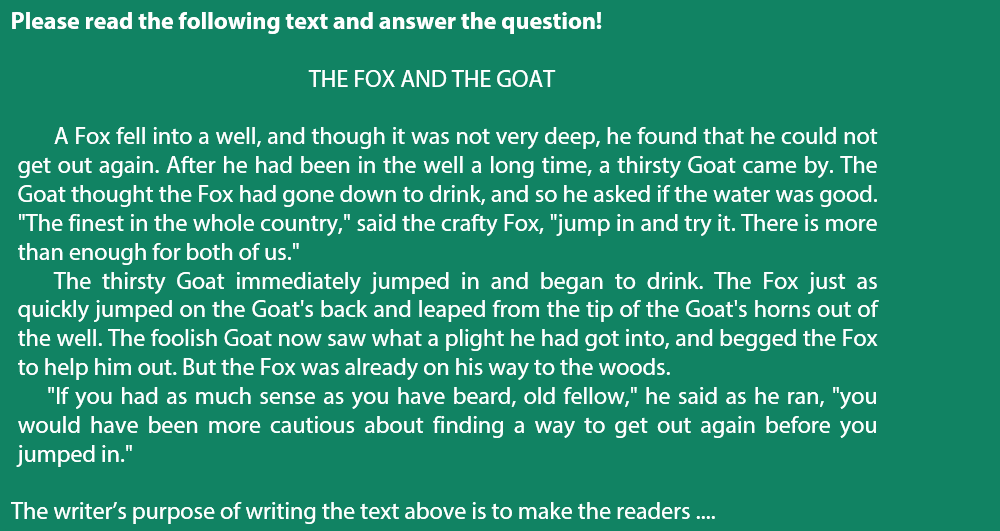 Please read the following text and answer the question!
THE FOX AND THE GOAT
A Fox fell into a well, and though it was not very deep, he found that he could not
get out again. After he had been in the well a long time, a thirsty Goat came by. The
Goat thought the Fox had gone down to drink, and so he asked if the water was good.
"The finest in the whole country," said the crafty Fox, "jump in and try it. There is more
than enough for both of us."
The thirsty Goat immediately jumped in and began to drink. The Fox just as
quickly jumped on the Goat's back and leaped from the tip of the Goat's horns out of
the well. The foolish Goat now saw what a plight he had got into, and begged the Fox
to help him out. But the Fox was already on his way to the woods.
"If you had as much sense as you have beard, old fellow," he said as he ran, "you
would have been more cautious about finding a way to get out again before you
jumped in."
The writer’s purpose of writing the text above is to make the readers ....